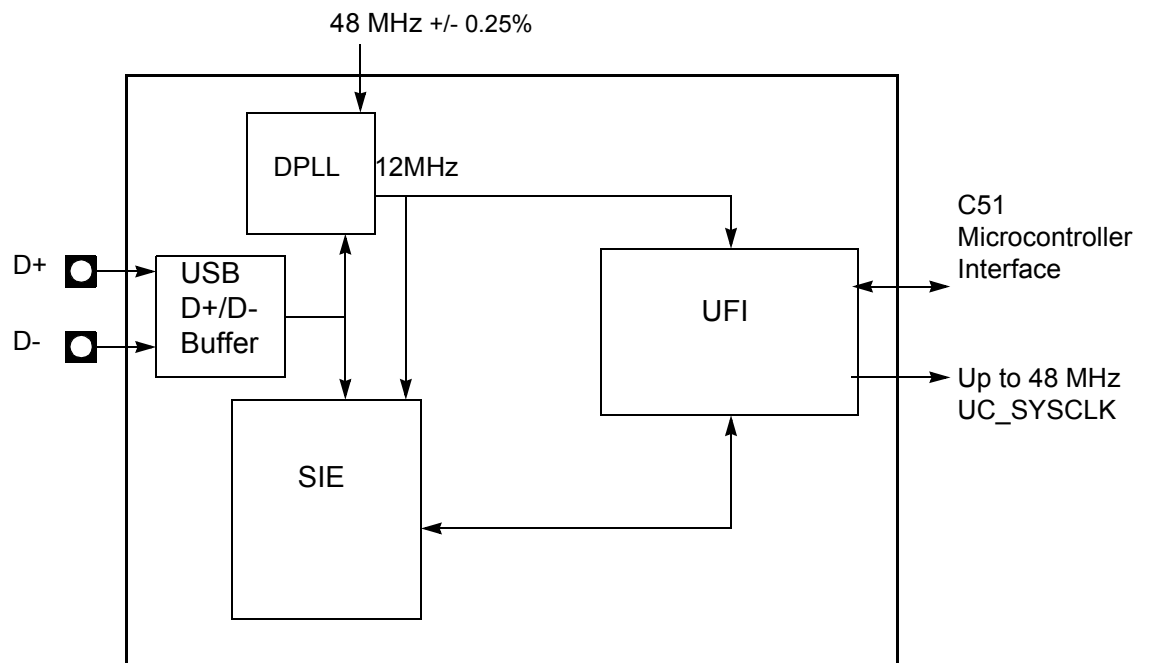 48 MHz +/- 0.25%
DPLL
12MHz
C51
Microcontroller
Interface
D+
USB
D+/D-
Buffer
UFI
D-
Up to 48 MHz
UC_SYSCLK
SIE